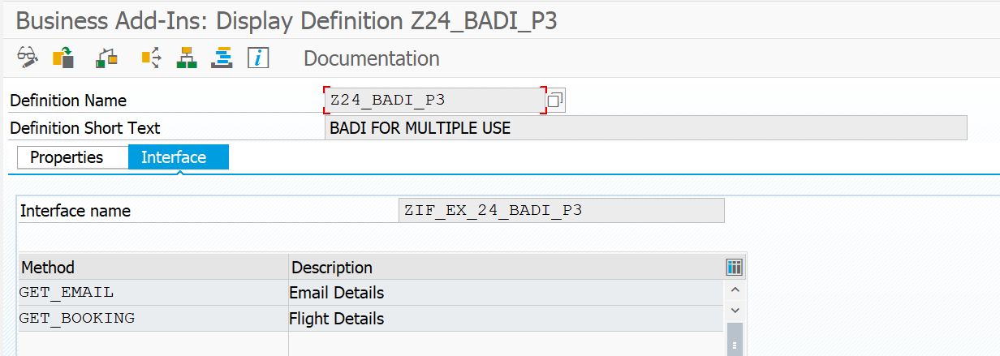 Business Add-Ins: Display Definition Z24_BADI_P3
Documentation
Definition Name Z24_BADI_P3
Definition Short Text BADI FOR MULTIPLE USE
Properties Interface
Interface name ZIF_EX_24_BADI_P3
Method Description
GET_EMAIL Email Details
GET_BOOKING Flight Details